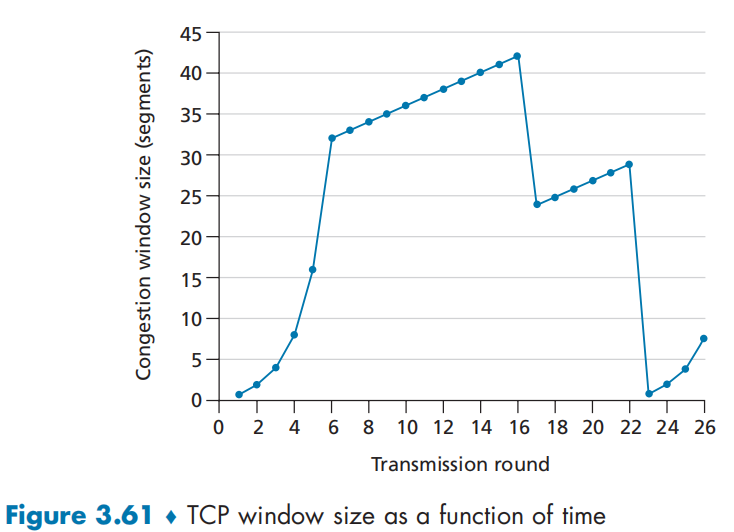 45
40
35
30
25
20
15
10
5
0
Congestion window size (segments)
0 2 4 6 8 10 12 14 16 18 20 22 24 26
Transmission round
Figure 3.61 ♦ TCP window size as a function of time